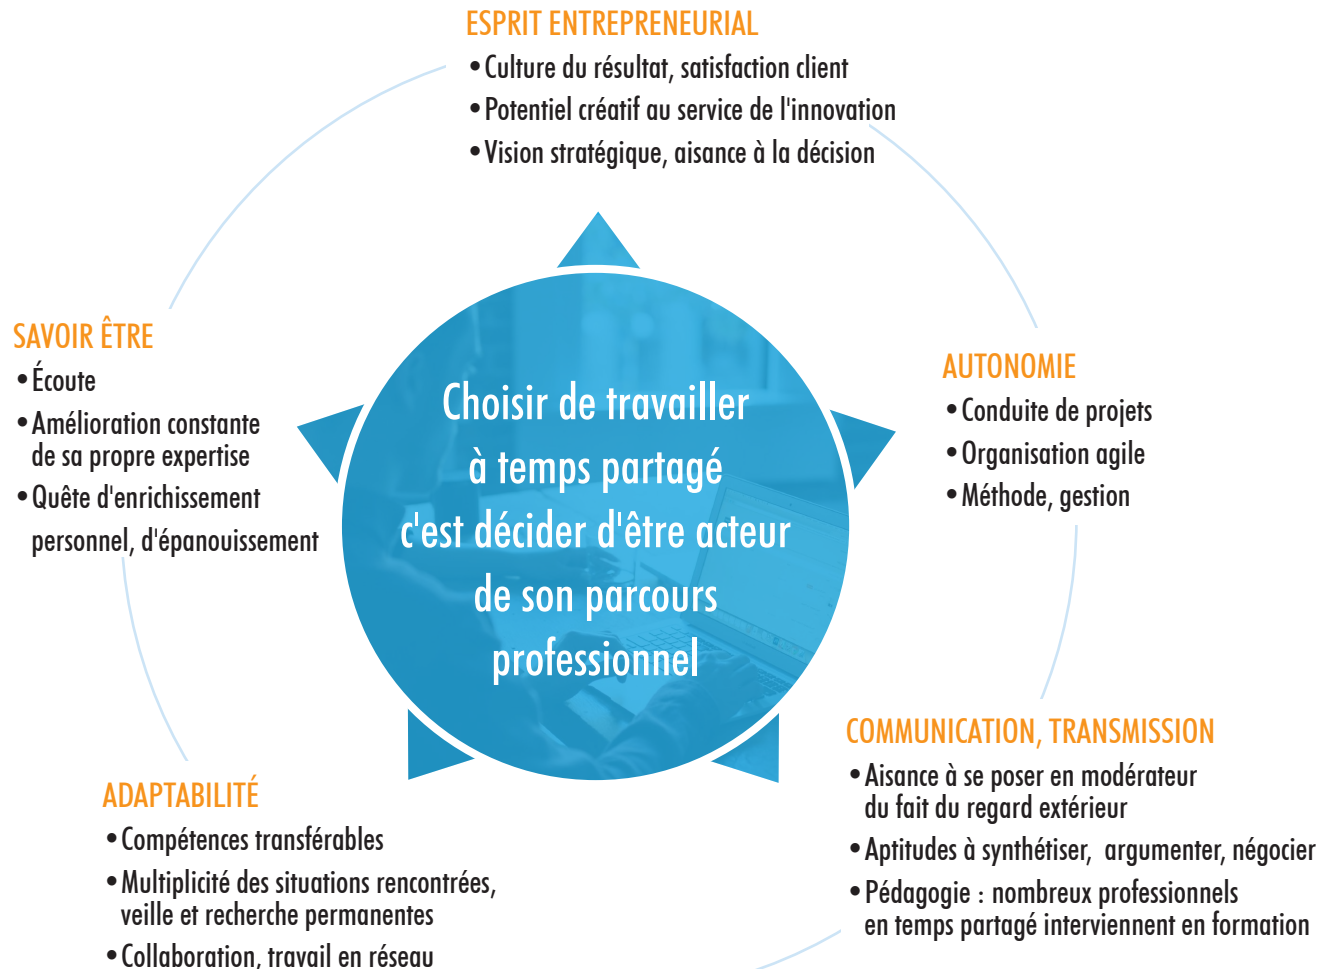 ESPRIT ENTREPRENEURIAL
• Culture du résultat, satisfaction client
• Potentiel créatif au service de l'innovation
• Vision stratégique, aisance à la décision
SAVOIR ÊTRE
• Écoute
• Amélioration constante
de sa propre expertise
• Quête d'enrichissement
personnel, d'épanouissement
Choisir de travailler
à temps partagé
c'est décider d'être acteur
de son parcours
professionnel
AUTONOMIE
• Conduite de projets
• Organisation agile
• Méthode, gestion
COMMUNICATION, TRANSMISSION
• Aisance à se poser en modérateur
du fait du regard extérieur
• Aptitudes à synthétiser, argumenter, négocier
• Pédagogie : nombreux professionnels
en temps partagé interviennent en formation
ADAPTABILITÉ
• Compétences transférables
• Multiplicité des situations rencontrées,
veille et recherche permanentes
• Collaboration, travail en réseau